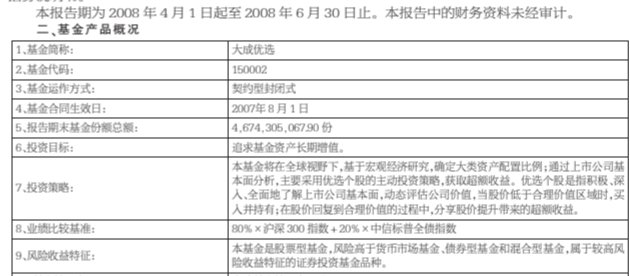 本报告期为 2008 年 4 月 1 日起至 2008 年 6 月 30 日止。本报告中的财务资料未经审计。
二、基金产品概况
1、基金简称： 大成优选
2、基金代码： 150002
3、基金运作方式： 契约型封闭式
4、基金合同生效日： 2007年 8 月 1 日
5、报告期末基金份额总额： 4,674,305,067.90 份
6、投资目标： 追求基金资产长期增值。
本基金将在全球视野下，基于宏观经济研究，确定大类资产配置比例；通过上市公司基
本面分析，主要采用优选个股的主动投资策略，获取超额收益。优选个股是指积极、深
7、投资策略：
入、全面地了解上市公司基本面，动态评估公司价值，当股价低于合理价值区域时，买
入并持有；在股价回复到合理价值的过程中，分享股价提升带来的超额收益。
8、业绩比较基准： 80%×沪深 300 指数＋20%×中信标普全债指数
本基金是股票型基金，风险高于货币市场基金、债券型基金和混合型基金，属于较高风
9、风险收益特征：
险收益特征的证券投资基金品种。